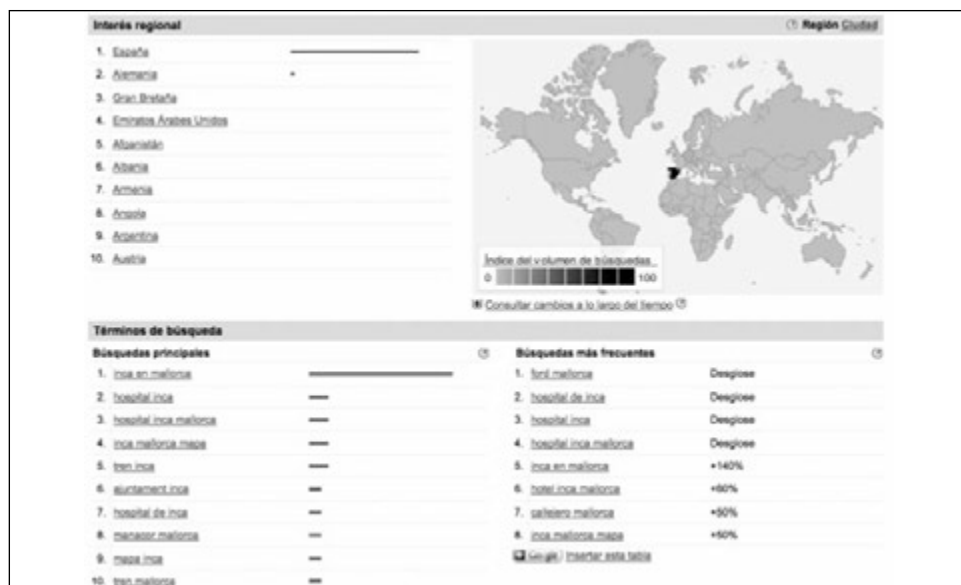 Interés regional
Región Ciudad
1. España
2. Alemania
3. Gran Bretaña
4. Emiratos Árabes Unidos
5. Afganistán
6. Albania
7. Armenia
8. Angola
9. Argentina
10. Austria
Índice del volumen de búsquedas
0 100
Consultar cambios a lo largo del tiempo
Términos de búsqueda
Búsquedas principales
1. inca en mallorca
2. hospital inca
3. hospital inca mallorca
4. inca mallorca mapa
5. tren inca
6. ajuntament inca
7. hospital de inca
8. manacor mallorca
9. mapa inca
10. tren mallorca
Búsquedas más frecuentes
1. ford mallorca Desglose
2. hospital de inca Desglose
3. hospital inca Desglose
4. hospital inca mallorca Desglose
5. inca en mallorca +140%
6. hotel inca mallorca +60%
7. callejero mallorca +50%
8. inca mallorca mapa +50%
Google Insertar esta tabla